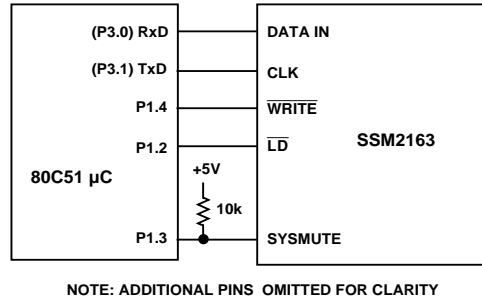 (P3.0) RxD
DATA IN
(P3.1) TxD
CLK
P1.4
WRITE
P1.2
LD
SSM2163
80C51 µC
+5V
10k
P1.3
SYSMUTE
NOTE: ADDITIONAL PINS OMITTED FOR CLARITY